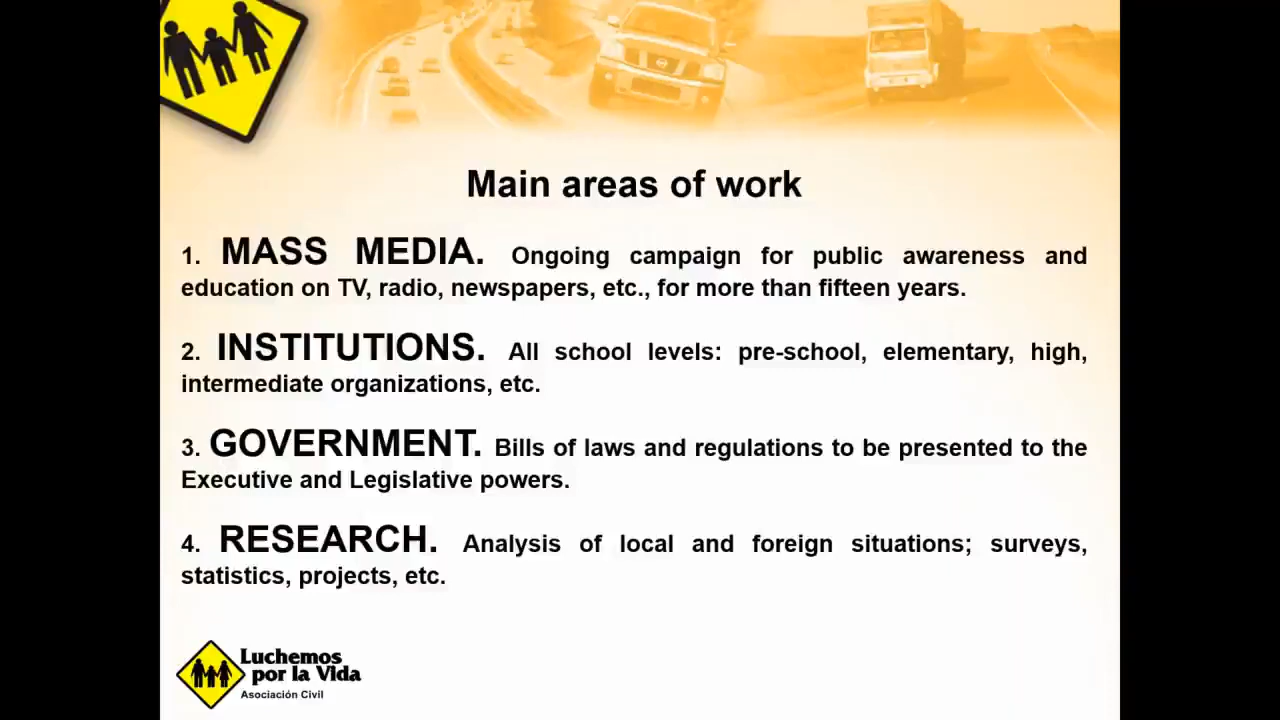 Main areas of work
1. MASS MEDIA. Ongoing campaign for public awareness and
education on TV, radio, newspapers, etc., for more than fifteen years.
2. INSTITUTIONS. All school levels: pre-school, elementary, high,
intermediate organizations, etc.
3. GOVERNMENT. Bills of laws and regulations to be presented to the
Executive and Legislative powers.
4. RESEARCH. Analysis of local and foreign situations; surveys,
statistics, projects, etc.
Luchemos
por la Vida
Asociación Civil